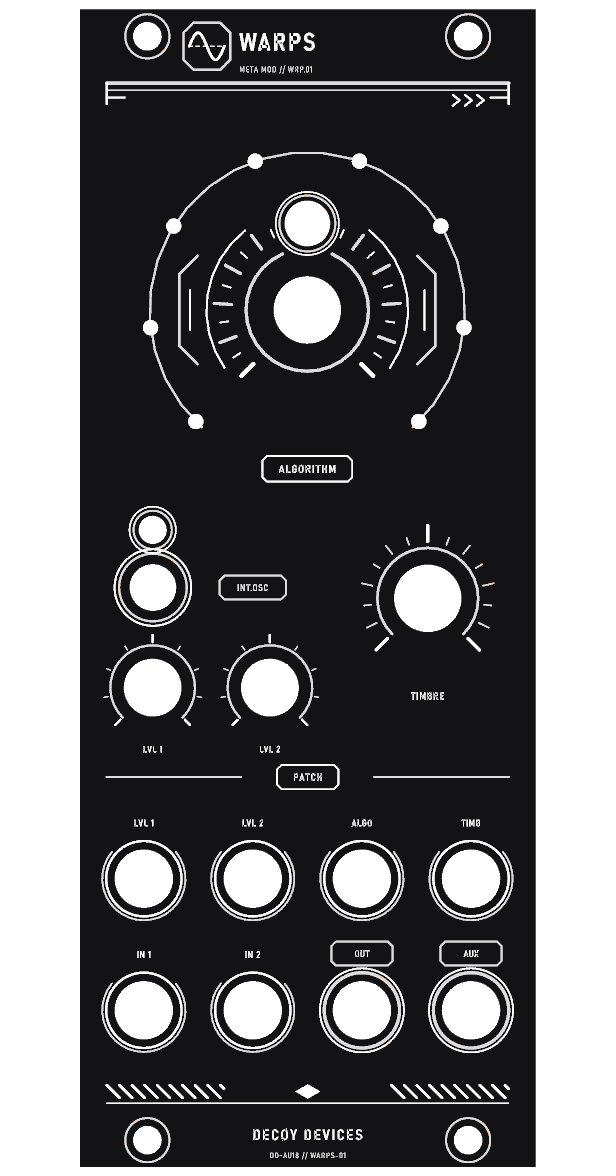 WARPS
META MOD // WRP.01
ALGORITHM
INT.OSC
TIMBRE
LVL 1 LVL 2
PATCH
LVL 1 LVL 2 ALGO TIMB
IN 1 IN 2 OUT AUX
DECOY DEVICES
DD-AU18 // WARPS-01